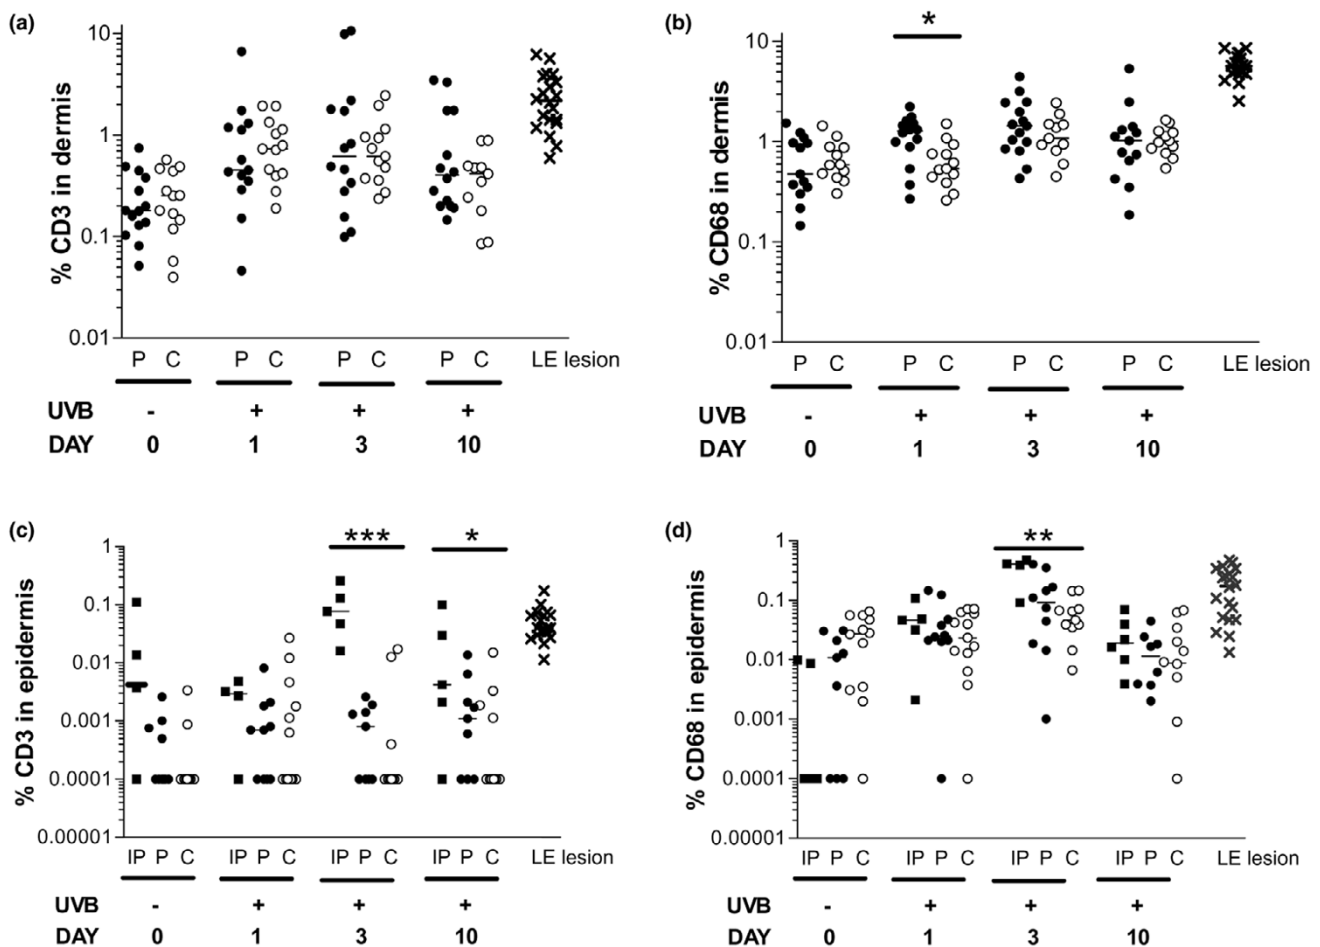 (a)
% CD3 in dermis
10
1
0.1
0.01
P C P C P C P C LE lesion
UVB - + + +
DAY 0 1 3 10
(b)
*
% CD68 in dermis
10
1
0.1
0.01
P C P C P C P C LE lesion
UVB - + + +
DAY 0 1 3 10
(c)
*** *
% CD3 in epidermis
1
0.1
0.01
0.001
0.0001
0.00001
IP P C IP P C IP P C IP P C LE lesion
UVB - + + +
DAY 0 1 3 10
(d)
**
% CD68 in epidermis
1
0.1
0.01
0.001
0.0001
0.00001
IP P C IP P C IP P C IP P C LE lesion
UVB - + + +
DAY 0 1 3 10